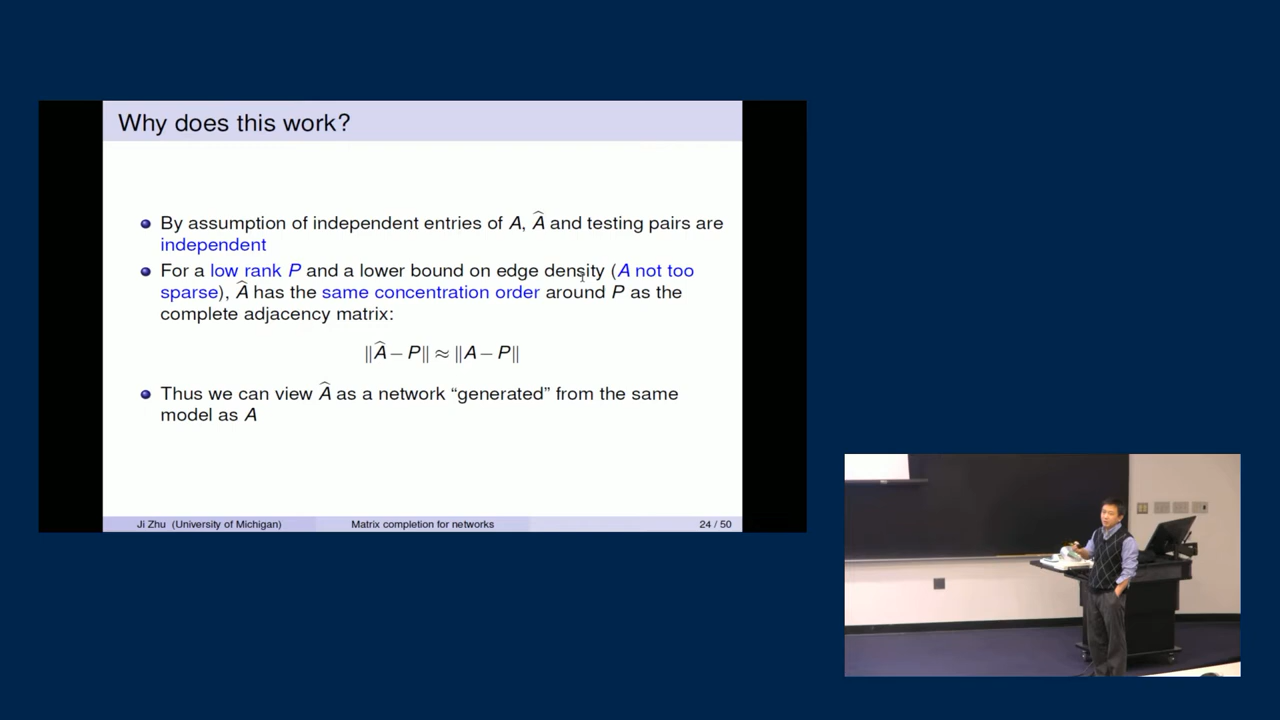 Why does this work?
By assumption of independent entries of A, Â and testing pairs are
independent
For a low rank P and a lower bound on edge density (A not too
sparse), Â has the same concentration order around P as the
complete adjacency matrix:
‖Â − P‖ ≈ ‖A − P‖
Thus we can view Â as a network “generated” from the same
model as A
Ji Zhu (University of Michigan) Matrix completion for networks 24 / 50